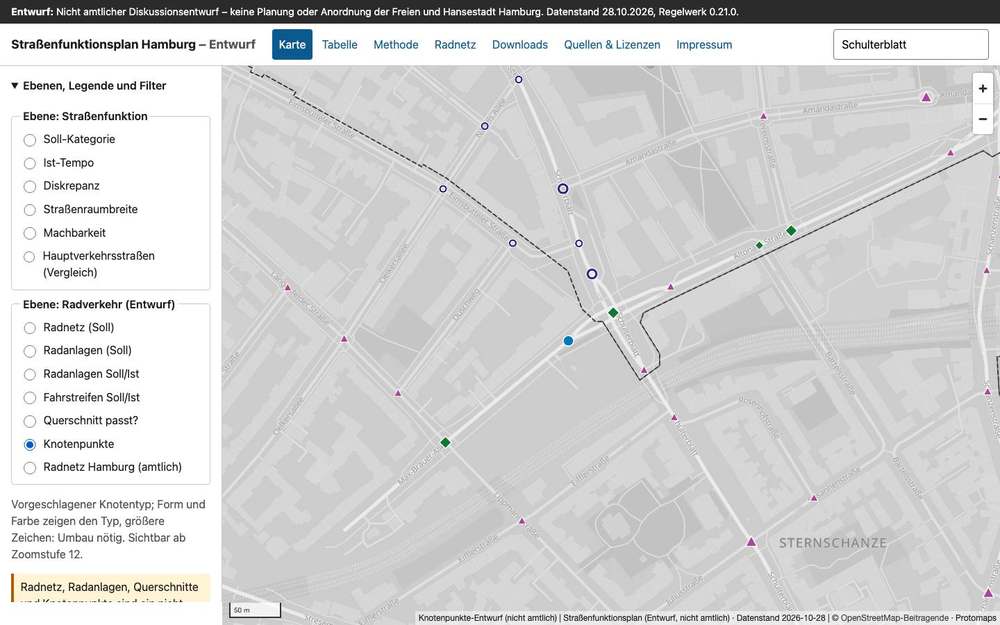 Entwurf: Nicht amtlicher Diskussionsentwurf – keine Planung oder Anordnung der Freien und Hansestadt Hamburg. Datenstand 28.10.2026, Regelwerk 0.21.0.
Straßenfunktionsplan Hamburg – Entwurf
Karte
Tabelle
Methode
Radnetz
Downloads
Quellen & Lizenzen
Impressum
Schulterblatt
▼ Ebenen, Legende und Filter
Ebene: Straßenfunktion
Soll-Kategorie
Ist-Tempo
Diskrepanz
Straßenraumbreite
Machbarkeit
Hauptverkehrsstraßen
(Vergleich)
Ebene: Radverkehr (Entwurf)
Radnetz (Soll)
Radanlagen (Soll)
Radanlagen Soll/Ist
Fahrstreifen Soll/Ist
Querschnitt passt?
Knotenpunkte
Radnetz Hamburg (amtlich)
Vorgeschlagener Knotentyp; Form und
Farbe zeigen den Typ, größere
Zeichen: Umbau nötig. Sichtbar ab
Zoomstufe 12.
Radnetz, Radanlagen, Querschnitte
+
−
Amandastraße
Amandastraße
STERNSCHANZE
50 m
Knotenpunkte-Entwurf (nicht amtlich) | Straßenfunktionsplan (Entwurf, nicht amtlich) · Datenstand 2026-10-28 | © OpenStreetMap-Beitragende · Protomaps